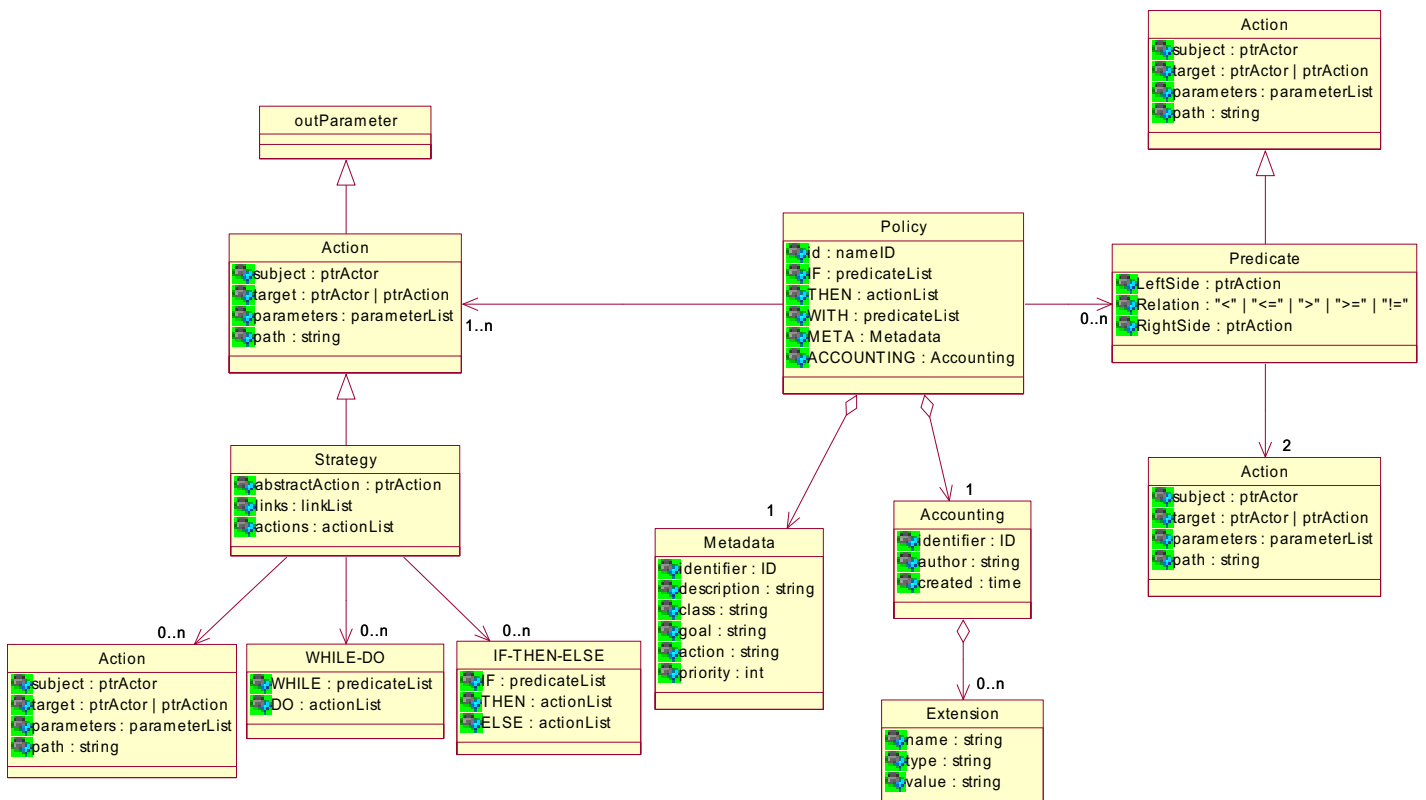 Action
subject : ptrActor
target : ptrActor | ptrAction
parameters : parameterList
path : string
outParameter
Action
subject : ptrActor
target : ptrActor | ptrAction
parameters : parameterList
path : string
1..n
Policy
id : nameID
IF : predicateList
THEN : actionList
WITH : predicateList
META : Metadata
ACCOUNTING : Accounting
0..n
Predicate
LeftSide : ptrAction
Relation : "<" | "<=" | ">" | ">=" | "!="
RightSide : ptrAction
2
Action
subject : ptrActor
target : ptrActor | ptrAction
parameters : parameterList
path : string
Strategy
abstractAction : ptrAction
links : linkList
actions : actionList
0..n
0..n
0..n
Action
subject : ptrActor
target : ptrActor | ptrAction
parameters : parameterList
path : string
WHILE-DO
WHILE : predicateList
DO : actionList
IF-THEN-ELSE
IF : predicateList
THEN : actionList
ELSE : actionList
1
Metadata
identifier : ID
description : string
class : string
goal : string
action : string
priority : int
1
Accounting
identifier : ID
author : string
created : time
0..n
Extension
name : string
type : string
value : string